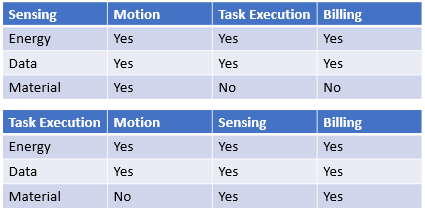 Sensing Motion Task Execution Billing
Energy Yes Yes Yes
Data Yes Yes Yes
Material Yes No No
Task Execution Motion Sensing Billing
Energy Yes Yes Yes
Data Yes Yes Yes
Material No Yes Yes